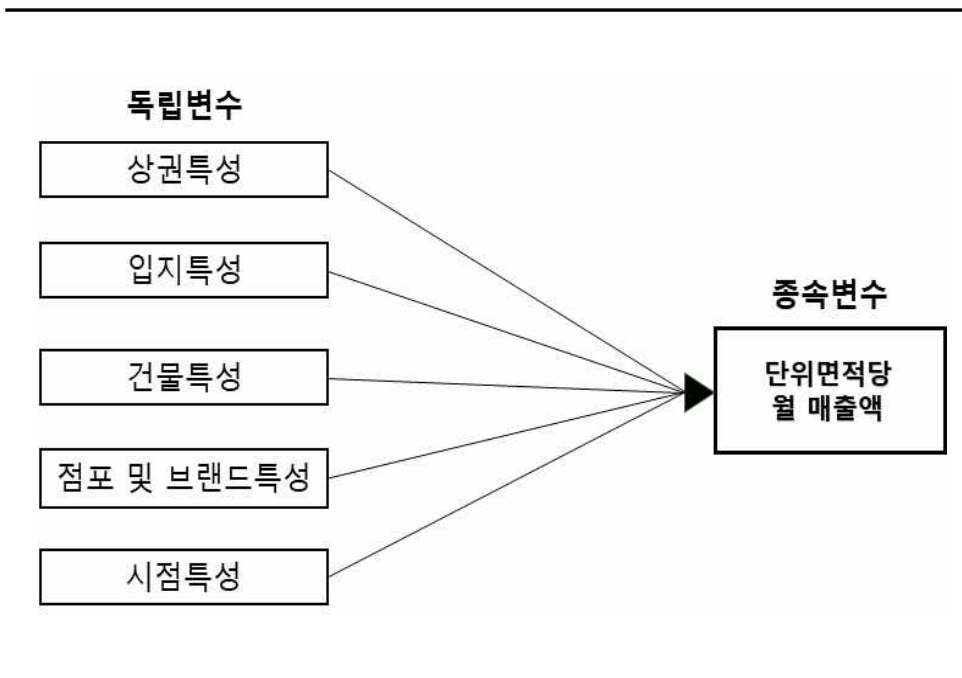 독립변수
상권특성
입지특성
건물특성
점포 및 브랜드특성
시점특성
종속변수
단위면적당
월 매출액